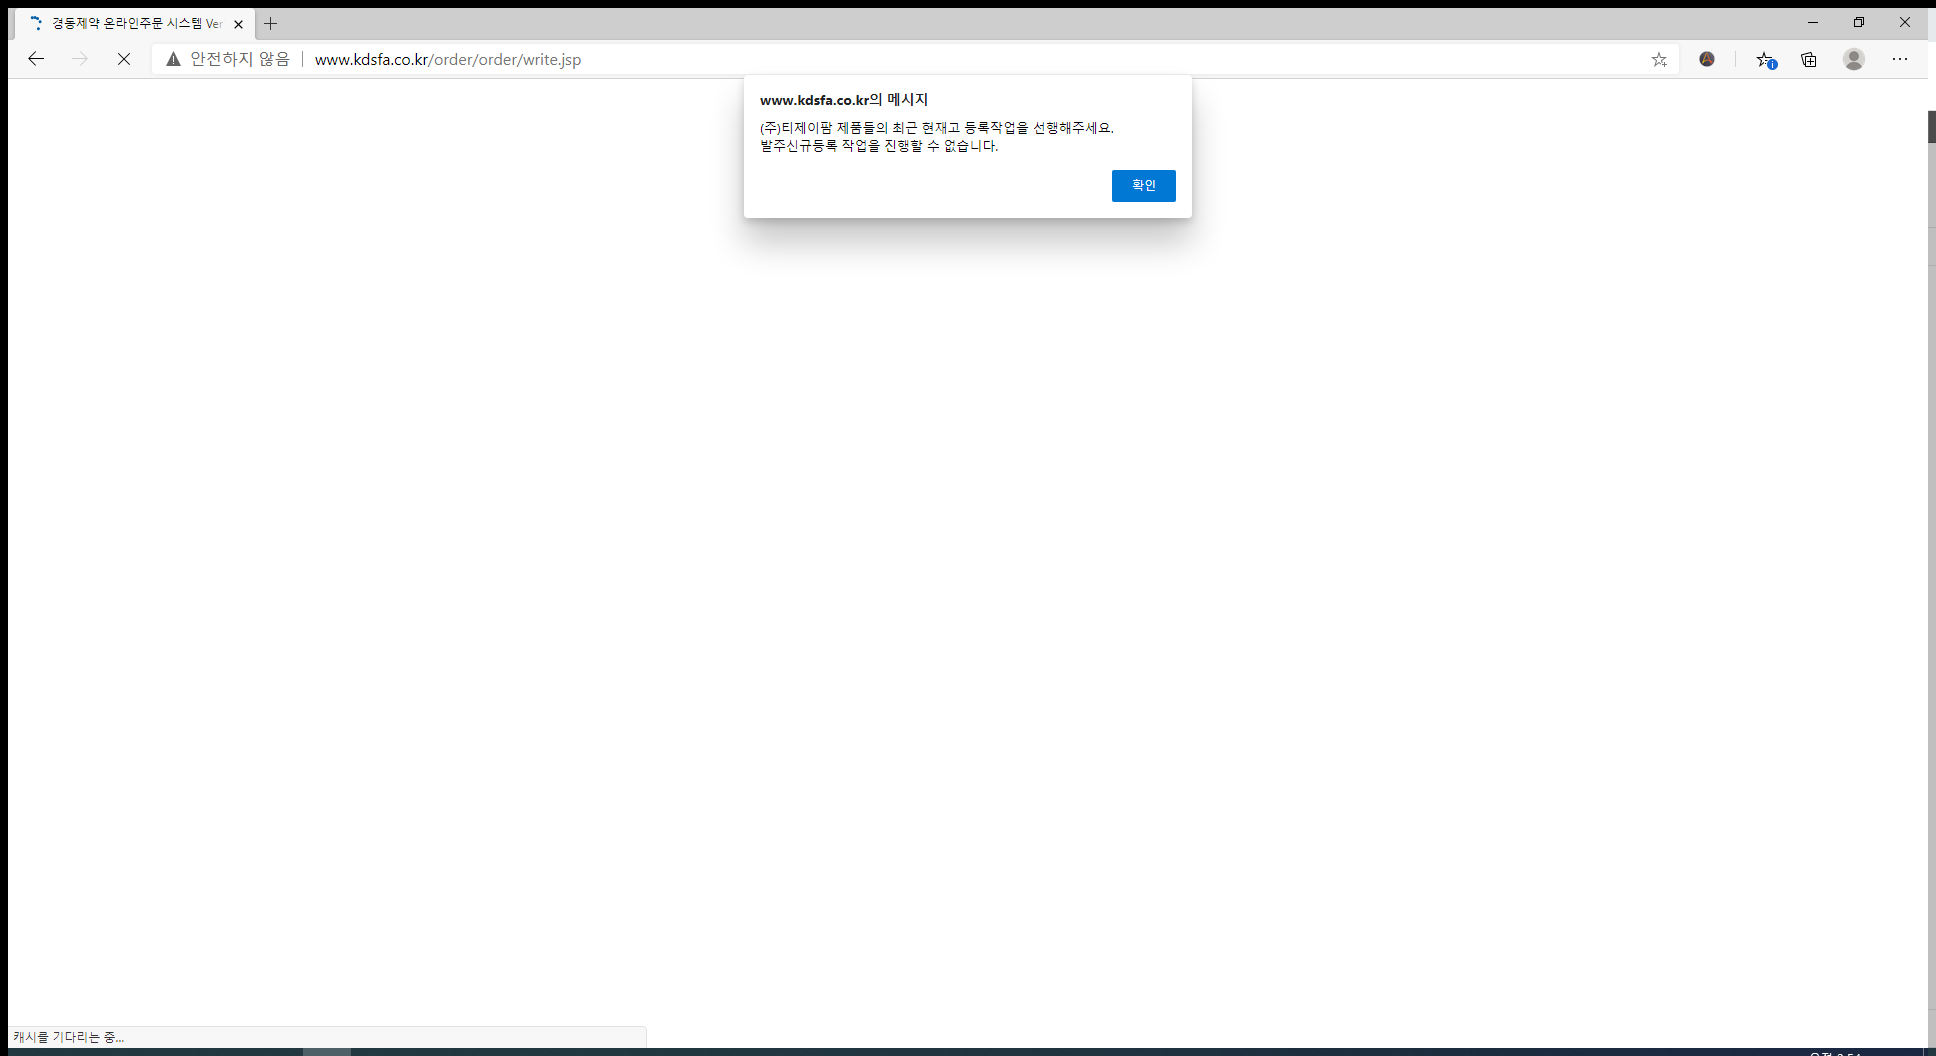 경동제약 온라인주문 시스템 Ver
안전하지 않음
www.kdsfa.co.kr/order/order/write.jsp
www.kdsfa.co.kr의 메시지
(주)티제이팜 제품들의 최근 현재고 등록작업을 선행해주세요.
발주신규등록 작업을 진행할 수 없습니다.
확인
캐시를 기다리는 중...